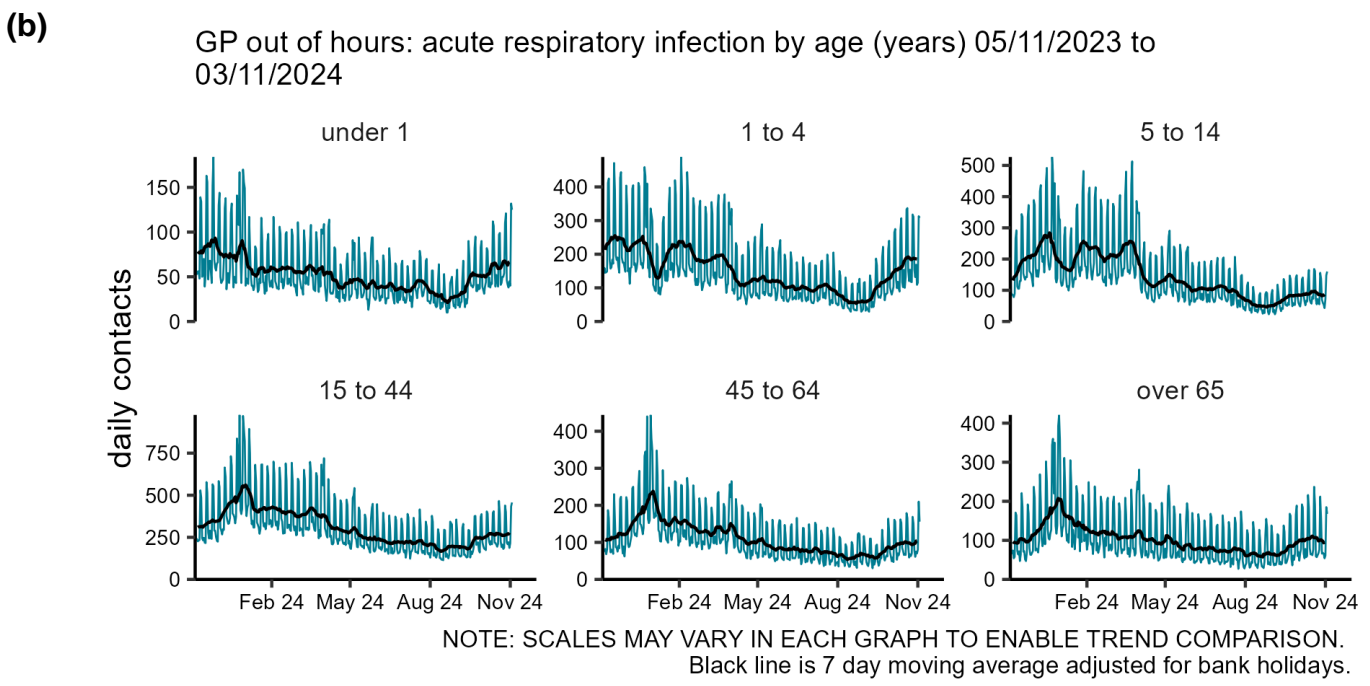 (b)
GP out of hours: acute respiratory infection by age (years) 05/11/2023 to
03/11/2024
daily contacts
under 1
150
100
50
0
1 to 4
400
300
200
100
0
5 to 14
500
400
300
200
100
0
15 to 44
750
500
250
0
Feb 24 May 24 Aug 24 Nov 24
45 to 64
400
300
200
100
0
Feb 24 May 24 Aug 24 Nov 24
over 65
400
300
200
100
0
Feb 24 May 24 Aug 24 Nov 24
NOTE: SCALES MAY VARY IN EACH GRAPH TO ENABLE TREND COMPARISON.
Black line is 7 day moving average adjusted for bank holidays.